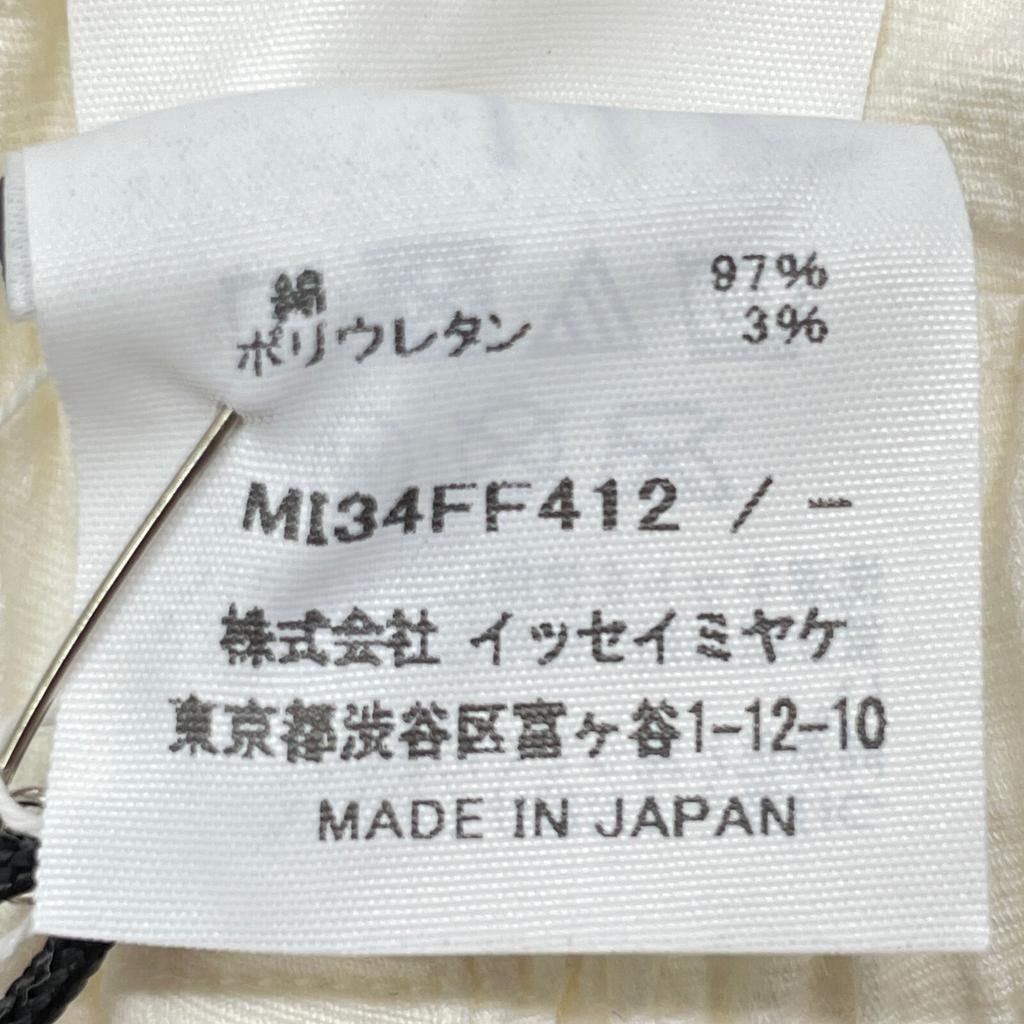 綿 97%
ポリウレタン 3%
MI34FF412 / -
株式会社 イッセイミヤケ
東京都渋谷区富ヶ谷1-12-10
MADE IN JAPAN